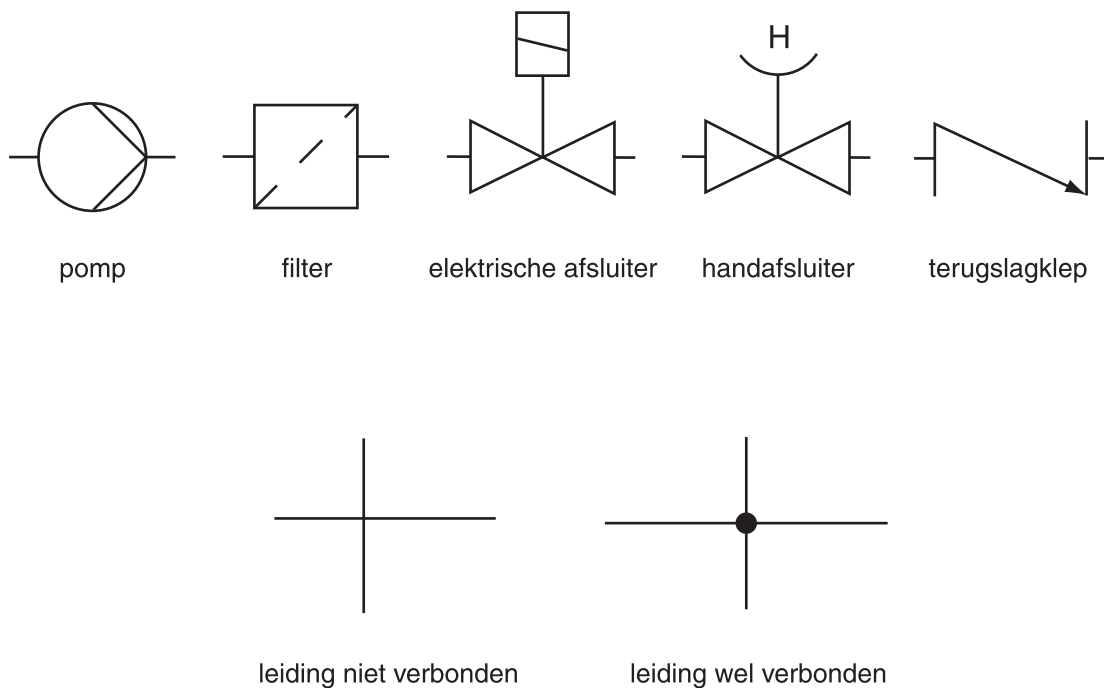 H
pomp
filter
elektrische afsluiter
handafsluiter
terugslagklep
leiding niet verbonden
leiding wel verbonden